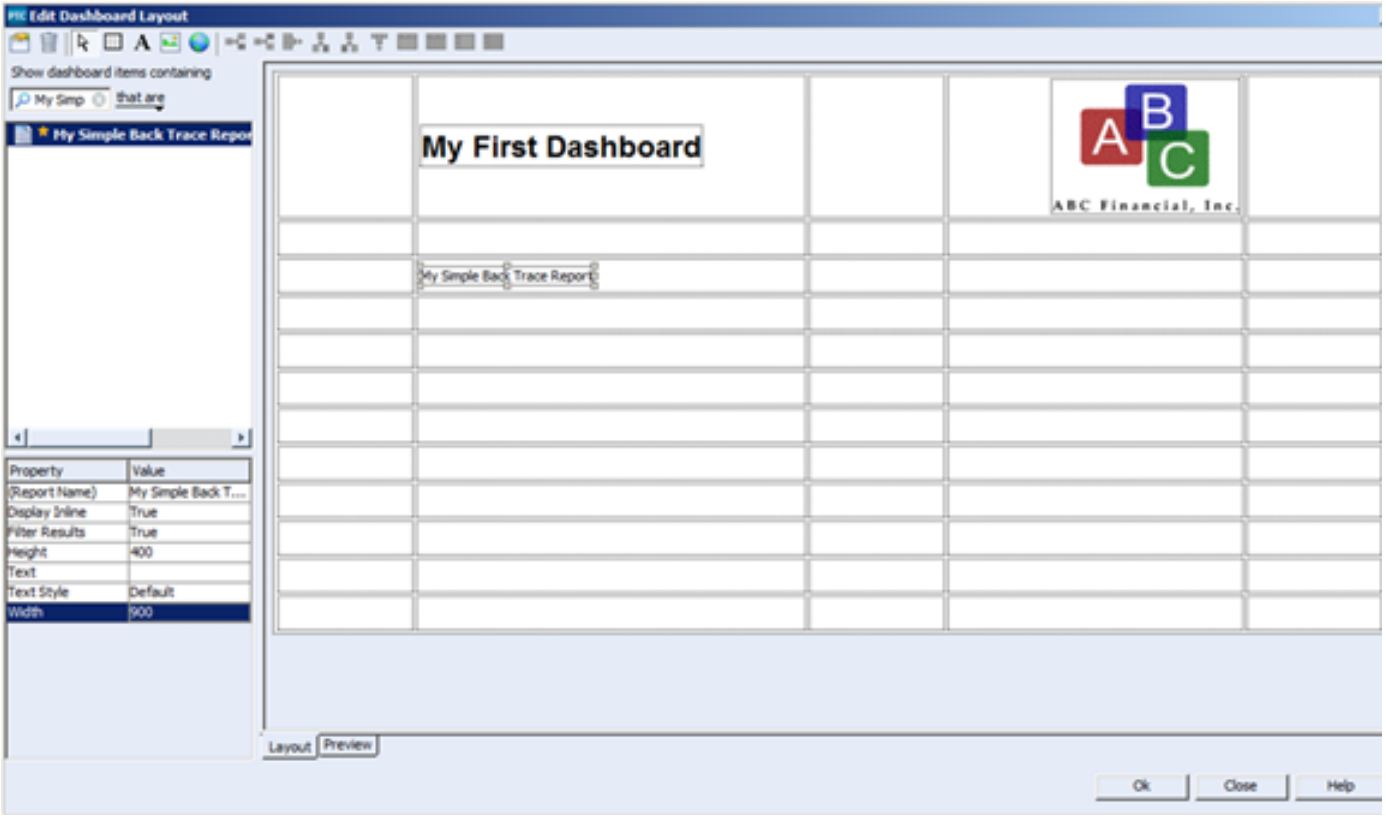 PTC Edit Dashboard Layout
A
Show dashboard items containing
My Simp that are
My Simple Back Trace Repor
My First Dashboard
A B C
ABC Financial, Inc.
My Simple Back Trace Report
Property Value
(Report Name) My Simple Back T...
Display Inline True
Filter Results True
Height 400
Text
Text Style Default
Width 900
Layout Preview
Ok Close Help